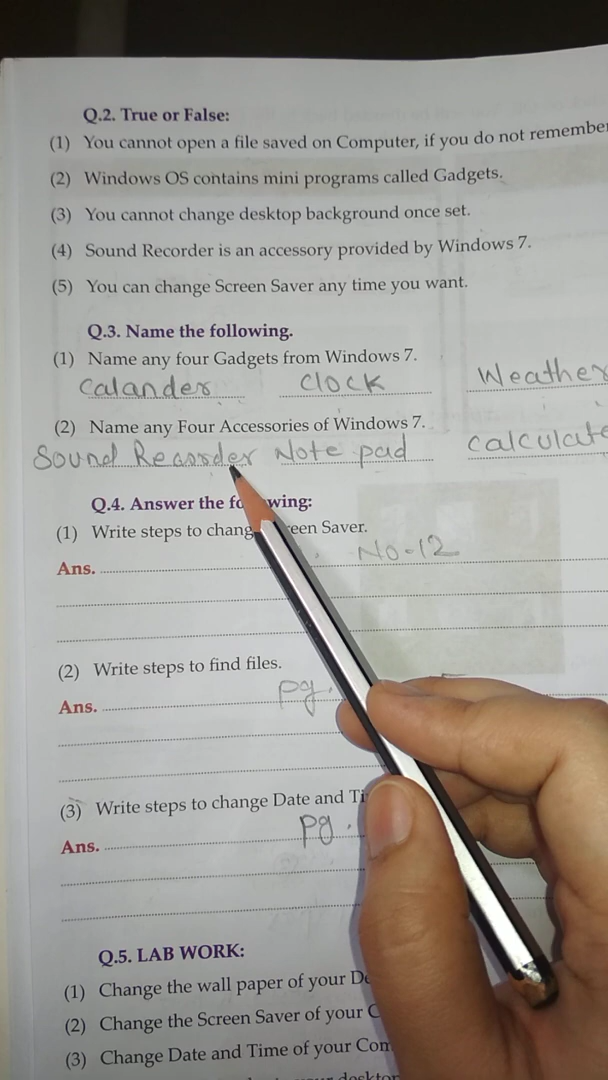 Q.2. True or False:
(1) You cannot open a file saved on Computer, if you do not remember
(2) Windows OS contains mini programs called Gadgets.
(3) You cannot change desktop background once set.
(4) Sound Recorder is an accessory provided by Windows 7.
(5) You can change Screen Saver any time you want.
Q.3. Name the following.
(1) Name any four Gadgets from Windows 7.
Calander Clock Weather
(2) Name any Four Accessories of Windows 7.
Sound Recorder Note pad calculate
Q.4. Answer the wing:
(1) Write steps to chang een Saver.
Ans. No-12
(2) Write steps to find files.
Ans. pg.
(3) Write steps to change Date and Ti
Ans. pg.
Q.5. LAB WORK:
(1) Change the wall paper of your De
(2) Change the Screen Saver of your C
(3) Change Date and Time of your Com